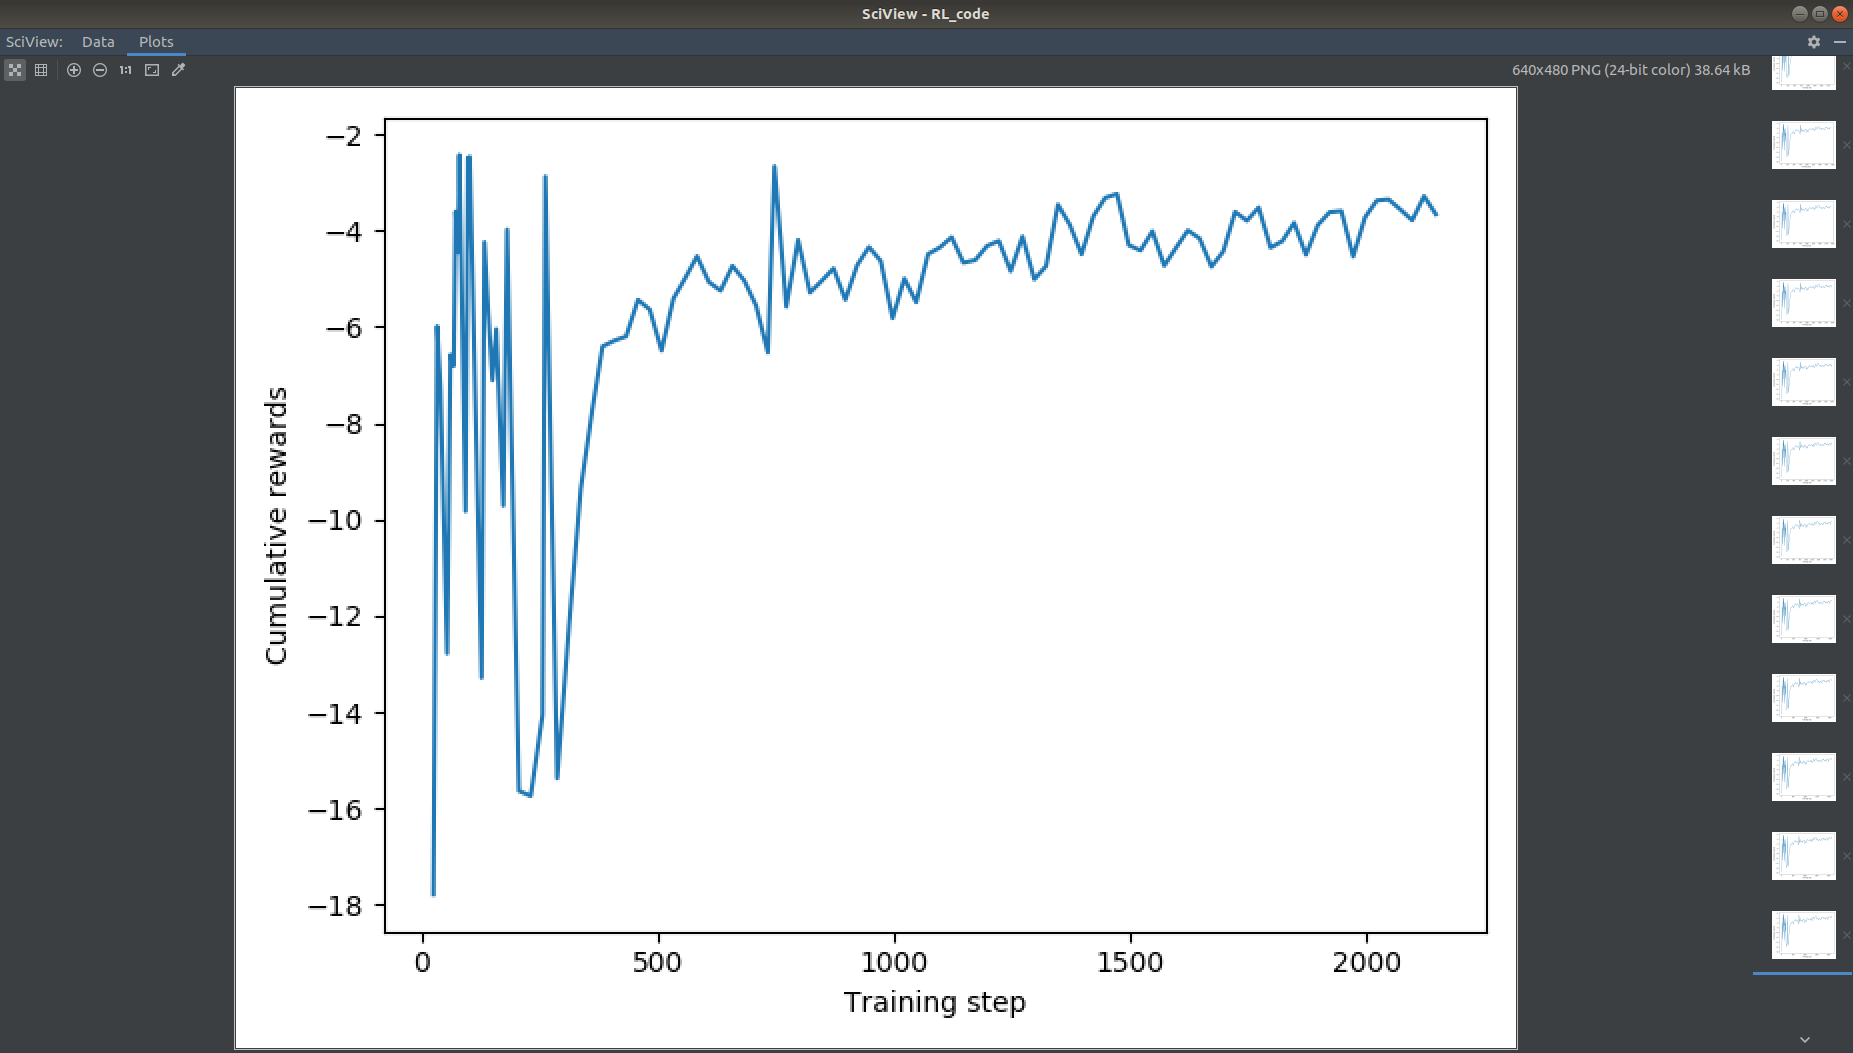 SciView - RL_code
SciView: Data Plots
1:1
640x480 PNG (24-bit color) 38.64 kB
−2
−4
−6
−8
−10
−12
−14
−16
−18
Cumulative rewards
0 500 1000 1500 2000
Training step